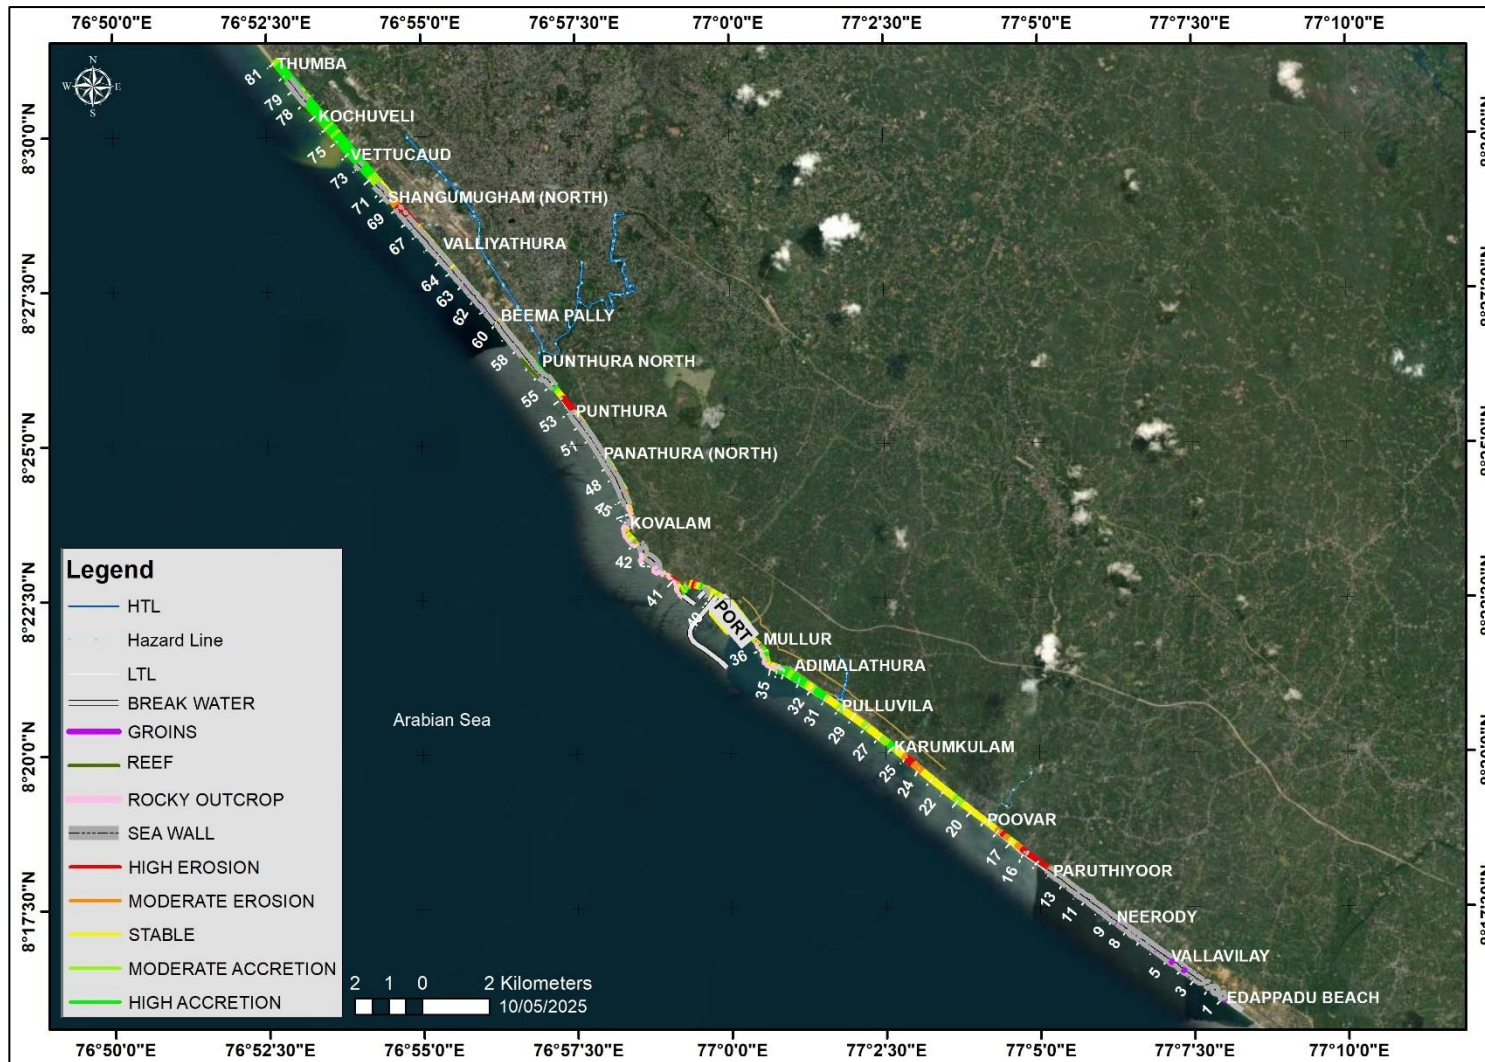 76°50'0"E 76°52'30"E 76°55'0"E 76°57'30"E 77°0'0"E 77°2'30"E 77°5'0"E 77°7'30"E 77°10'0"E
N
W E
S
81 THUMBA
79
78 KOCHUVELI
8°30'0"N
75 VETTUCAUD
73
71 SHANGUMUGHAM (NORTH)
69
67 VALLIYATHURA
64
8°27'30"N
63
62 BEEMA PALLY
60
58 PUNTHURA NORTH
55
53 PUNTHURA
8°25'0"N
51 PANATHURA (NORTH)
48
45 KOVALAM
42
41
8°22'30"N
40 PORT
36 MULLUR
35 ADIMALATHURA
32
31 PULLUVILA
29
Arabian Sea
27 KARUMKULAM
8°20'0"N
25
24
22
20 POOVAR
17
16 PARUTHIYOOR
13
11
8°17'30"N
9 NEERODY
8
5 VALLAVILAY
3
1 EDAPPADU BEACH
Legend
HTL
Hazard Line
LTL
BREAK WATER
GROINS
REEF
ROCKY OUTCROP
SEA WALL
HIGH EROSION
MODERATE EROSION
STABLE
MODERATE ACCRETION
HIGH ACCRETION
2 1 0 2 Kilometers
10/05/2025
76°50'0"E 76°52'30"E 76°55'0"E 76°57'30"E 77°0'0"E 77°2'30"E 77°5'0"E 77°7'30"E 77°10'0"E